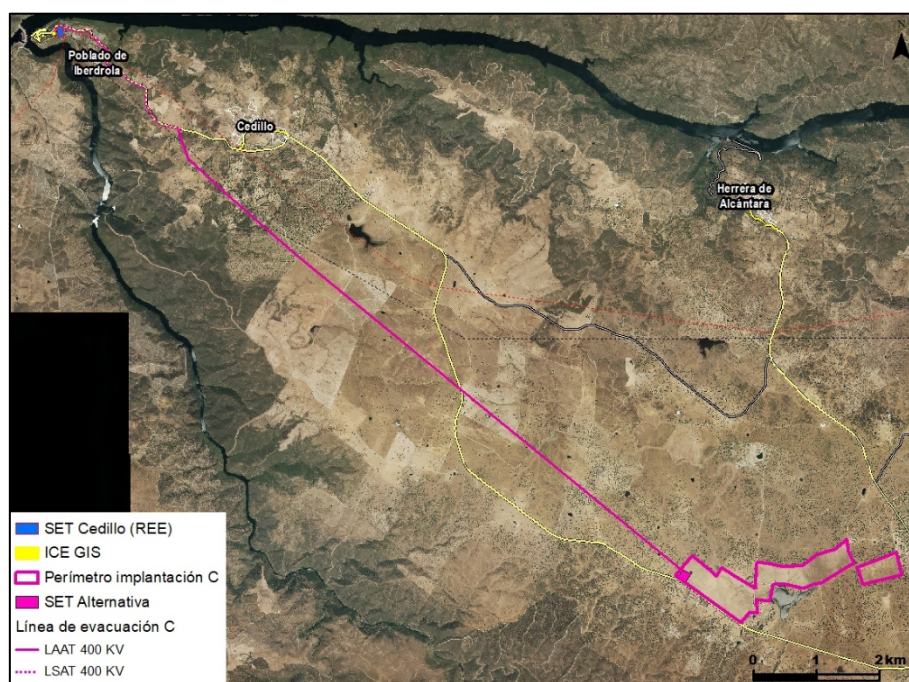 N
Poblado de
Iberdrola
Cedillo
Herrera de
Alcántara
SET Cedillo (REE)
ICE GIS
Perímetro implantación C
SET Alternativa
Línea de evacuación C
LAAT 400 KV
LSAT 400 KV
0 1 2 km